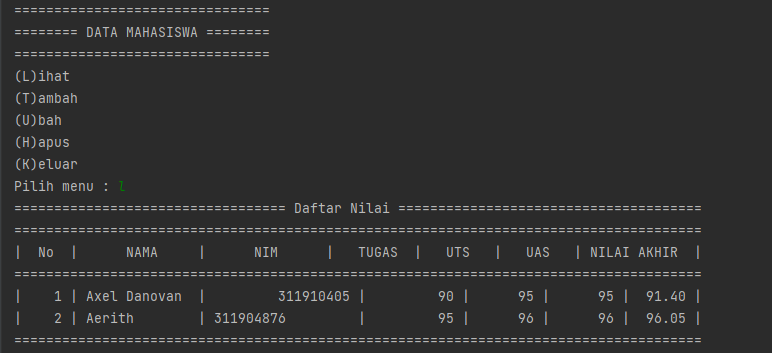 ================================
======== DATA MAHASISWA ========
================================
(L)ihat
(T)ambah
(U)bah
(H)apus
(K)eluar
Pilih menu : l
================================== Daftar Nilai ======================================
======================================================================================
|  No  |      NAMA     |      NIM      |   TUGAS  |   UTS    |   UAS   | NILAI AKHIR  |
======================================================================================
|    1 | Axel Danovan  |         311910405 |         90 |      95 |      95 |  91.40 |
|    2 | Aerith        | 311904876         |         95 |      96 |      96 |  96.05 |
======================================================================================